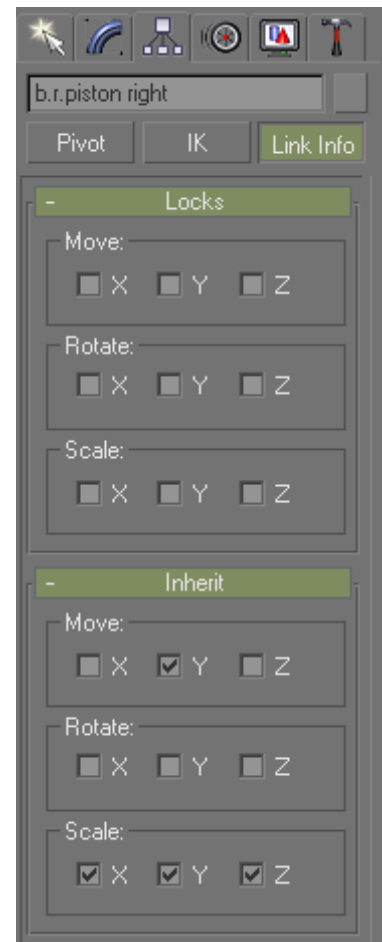 b.r.piston right
Pivot IK Link Info
- Locks
Move:
X Y Z
Rotate:
X Y Z
Scale:
X Y Z
- Inherit
Move:
X Y Z
Rotate:
X Y Z
Scale:
X Y Z